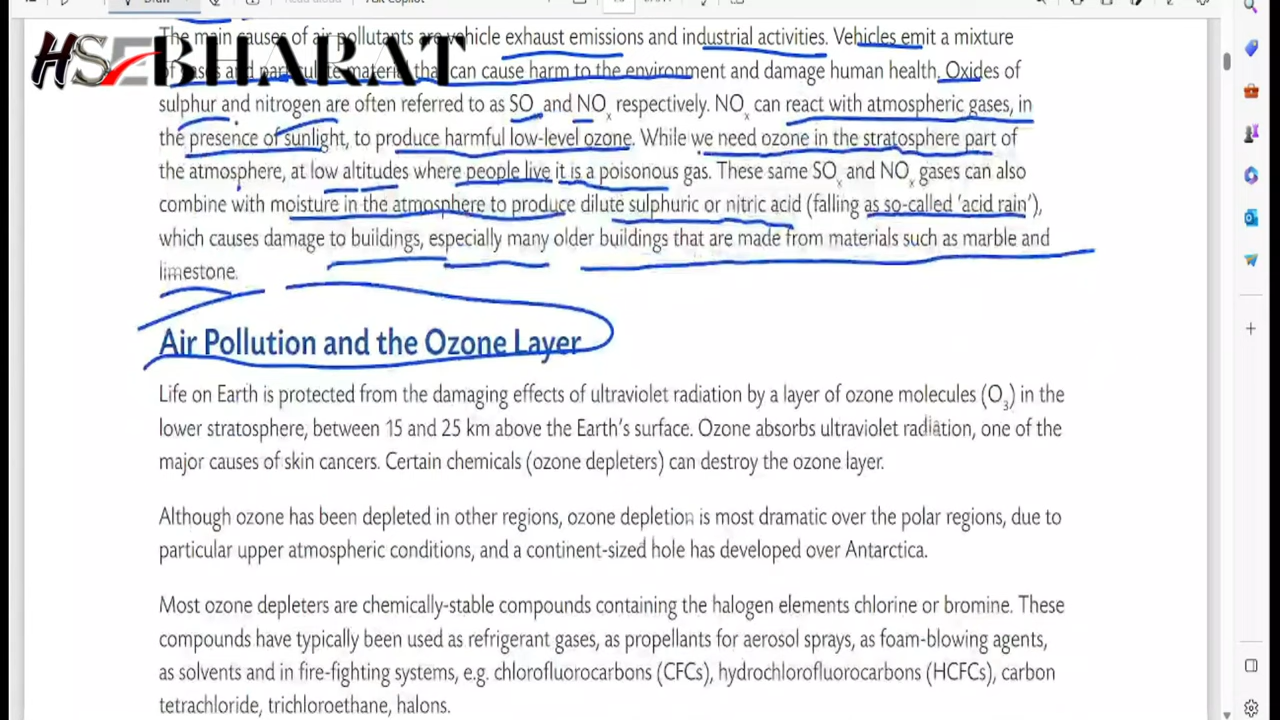 Draw
HSE BHARAT
The main causes of air pollutants are vehicle exhaust emissions and industrial activities. Vehicles emit a mixture
of gases and particulate material that can cause harm to the environment and damage human health. Oxides of
sulphur and nitrogen are often referred to as SOx and NOx respectively. NOx can react with atmospheric gases, in
the presence of sunlight, to produce harmful low-level ozone. While we need ozone in the stratosphere part of
the atmosphere, at low altitudes where people live it is a poisonous gas. These same SOx and NOx gases can also
combine with moisture in the atmosphere to produce dilute sulphuric or nitric acid (falling as so-called ‘acid rain’),
which causes damage to buildings, especially many older buildings that are made from materials such as marble and
limestone.
Air Pollution and the Ozone Layer
Life on Earth is protected from the damaging effects of ultraviolet radiation by a layer of ozone molecules (O3) in the
lower stratosphere, between 15 and 25 km above the Earth’s surface. Ozone absorbs ultraviolet radiation, one of the
major causes of skin cancers. Certain chemicals (ozone depleters) can destroy the ozone layer.
Although ozone has been depleted in other regions, ozone depletion is most dramatic over the polar regions, due to
particular upper atmospheric conditions, and a continent-sized hole has developed over Antarctica.
Most ozone depleters are chemically-stable compounds containing the halogen elements chlorine or bromine. These
compounds have typically been used as refrigerant gases, as propellants for aerosol sprays, as foam-blowing agents,
as solvents and in fire-fighting systems, e.g. chlorofluorocarbons (CFCs), hydrochlorofluorocarbons (HCFCs), carbon
tetrachloride, trichloroethane, halons.